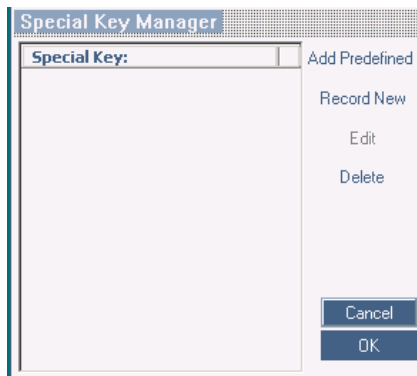 Special Key Manager
Special Key:
Add Predefined
Record New
Edit
Delete
Cancel
OK